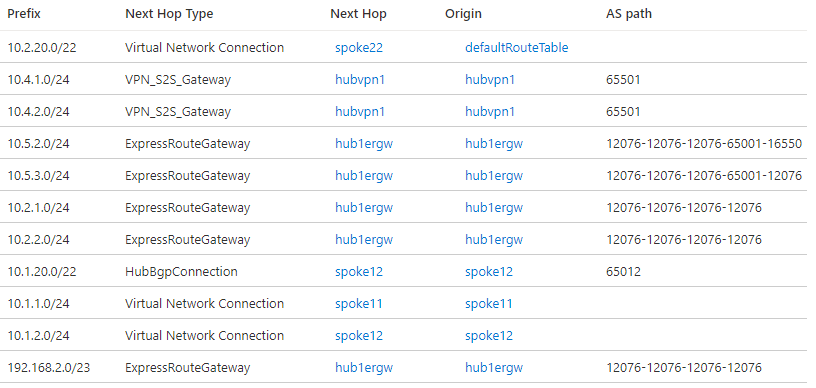 Prefix Next Hop Type Next Hop Origin AS path
10.2.20.0/22 Virtual Network Connection spoke22 defaultRouteTable
10.4.1.0/24 VPN_S2S_Gateway hubvpn1 hubvpn1 65501
10.4.2.0/24 VPN_S2S_Gateway hubvpn1 hubvpn1 65501
10.5.2.0/24 ExpressRouteGateway hub1ergw hub1ergw 12076-12076-12076-65001-16550
10.5.3.0/24 ExpressRouteGateway hub1ergw hub1ergw 12076-12076-12076-65001-12076
10.2.1.0/24 ExpressRouteGateway hub1ergw hub1ergw 12076-12076-12076-12076
10.2.2.0/24 ExpressRouteGateway hub1ergw hub1ergw 12076-12076-12076-12076
10.1.20.0/22 HubBgpConnection spoke12 spoke12 65012
10.1.1.0/24 Virtual Network Connection spoke11 spoke11
10.1.2.0/24 Virtual Network Connection spoke12 spoke12
192.168.2.0/23 ExpressRouteGateway hub1ergw hub1ergw 12076-12076-12076-12076